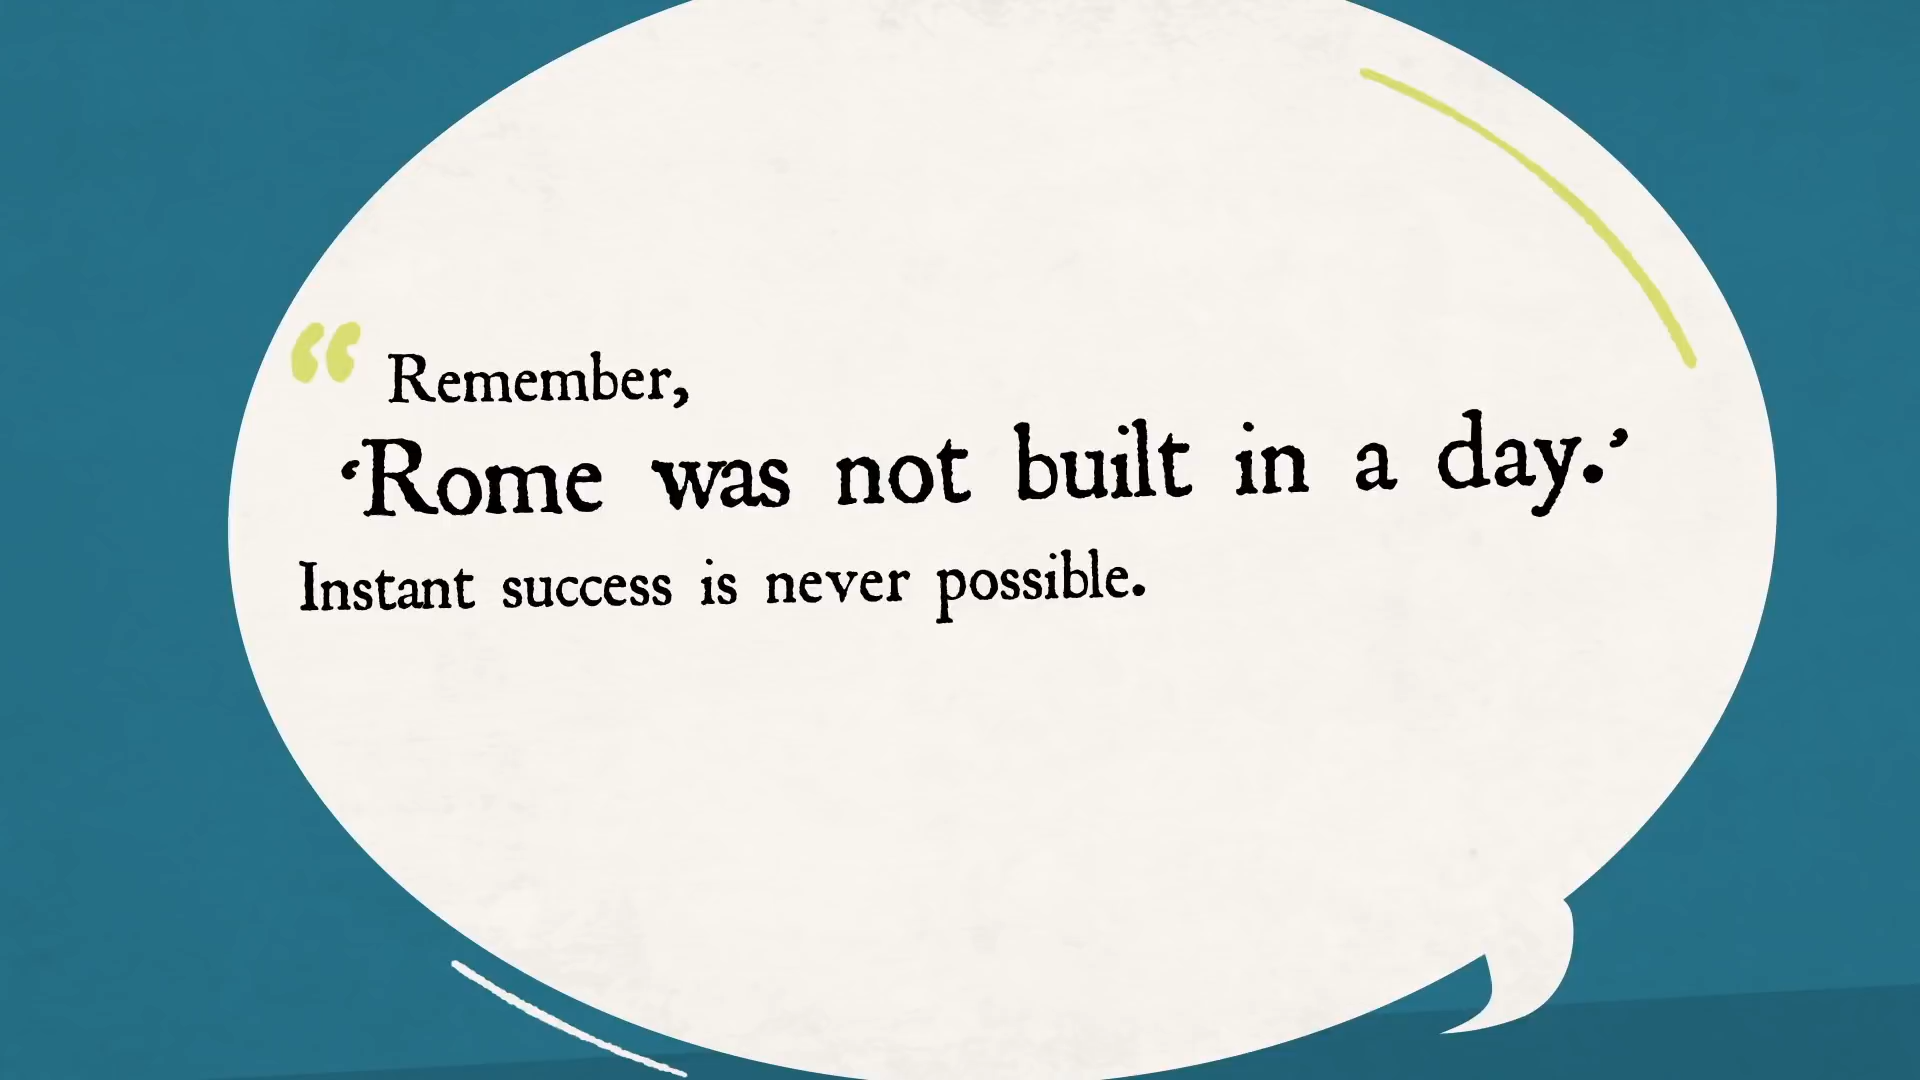 “ Remember,
‘Rome was not built in a day.’
Instant success is never possible.